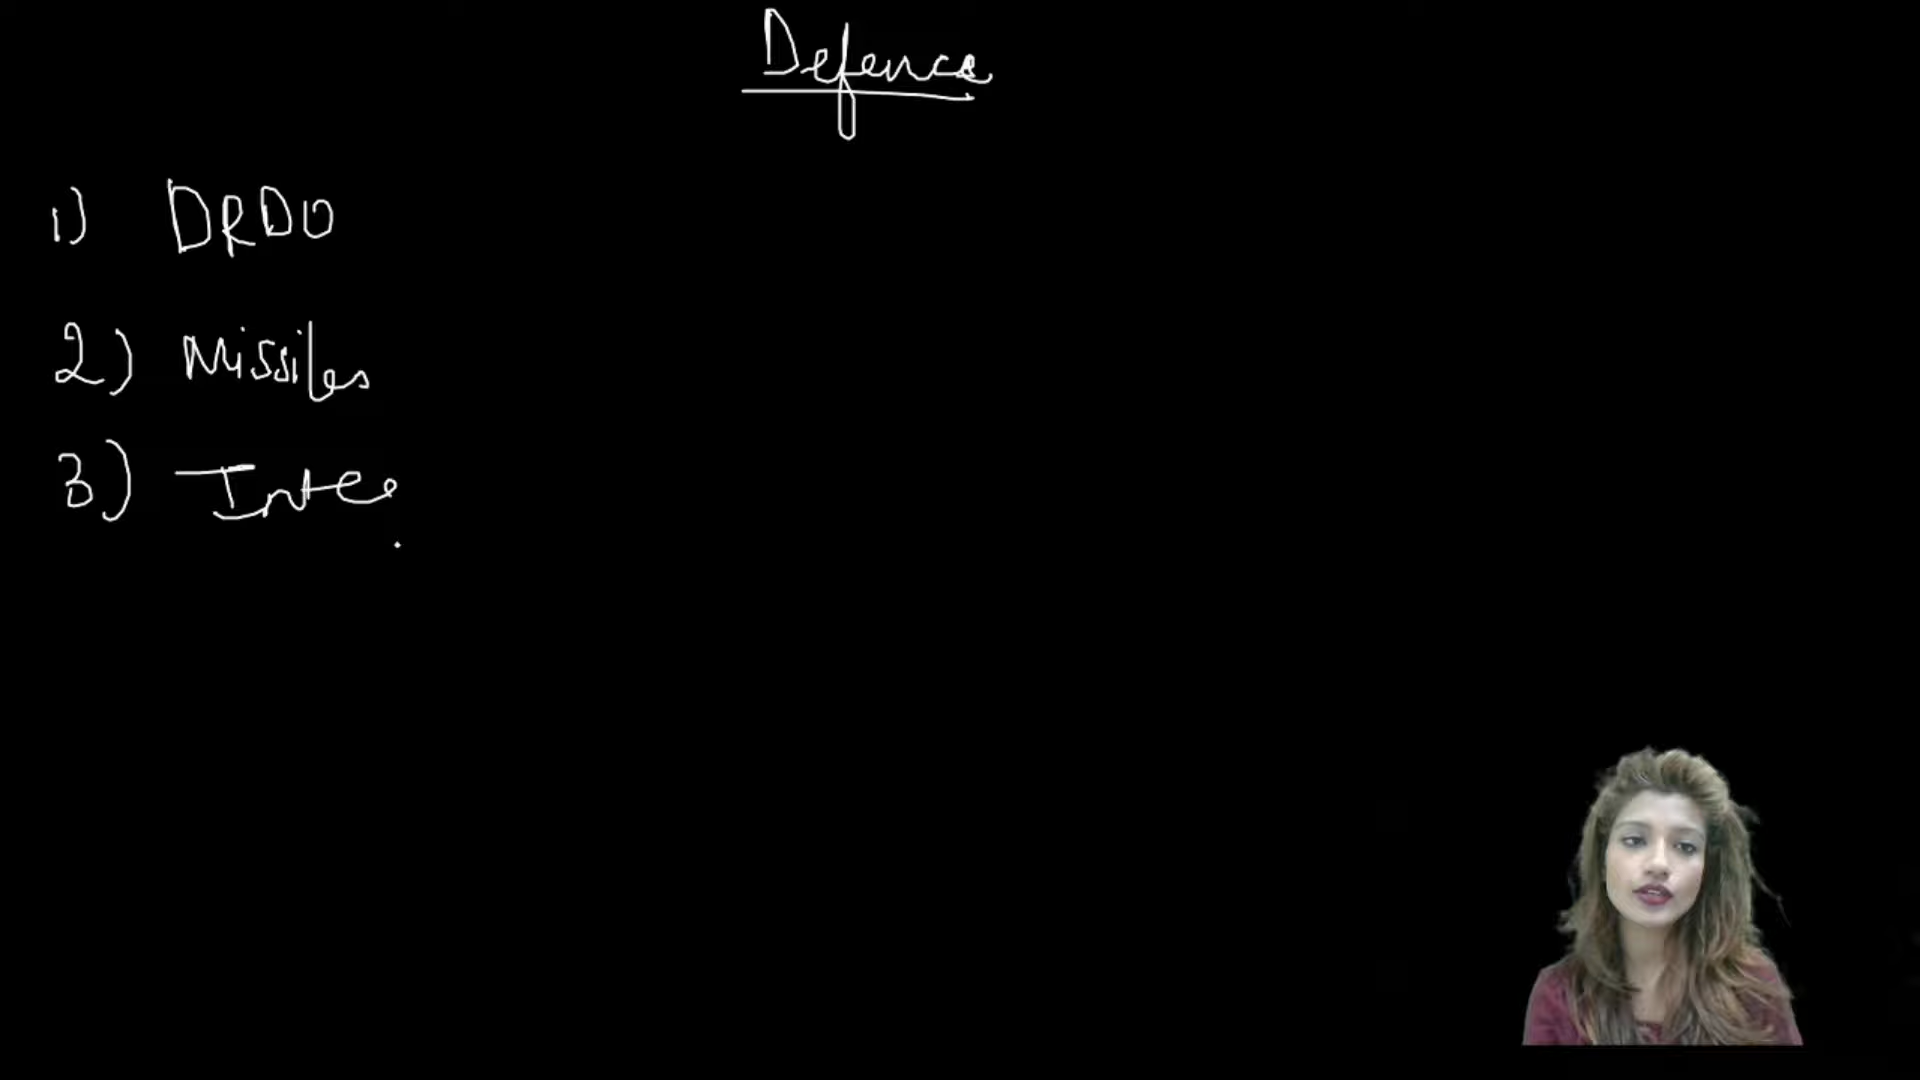 Defence
1) DRDO
2) Missiles
3) Inte